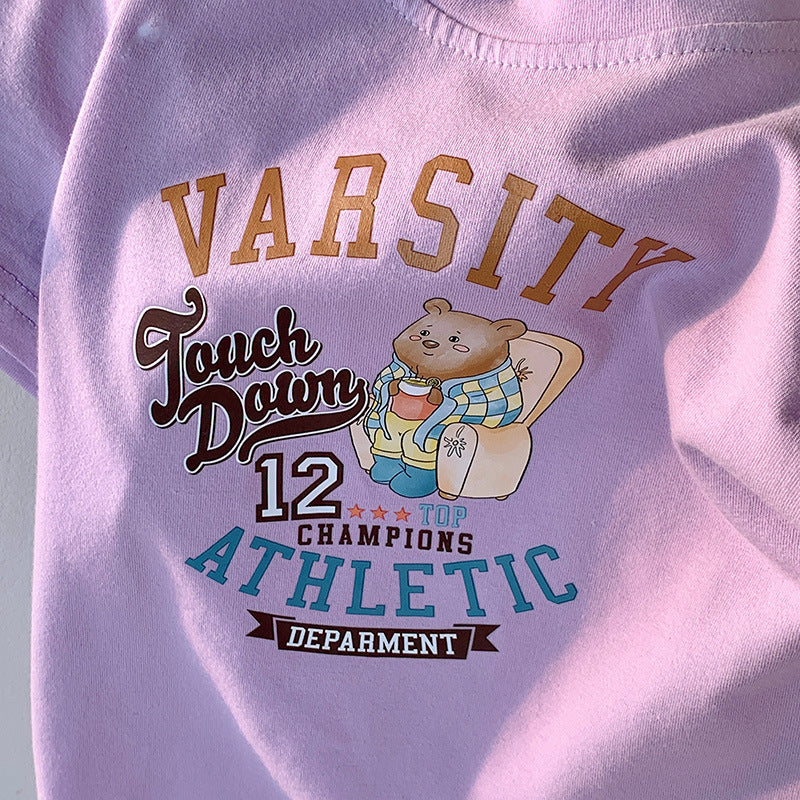 VARSITY
Touch
Down
12 TOP
CHAMPIONS
ATHLETIC
DEPARMENT